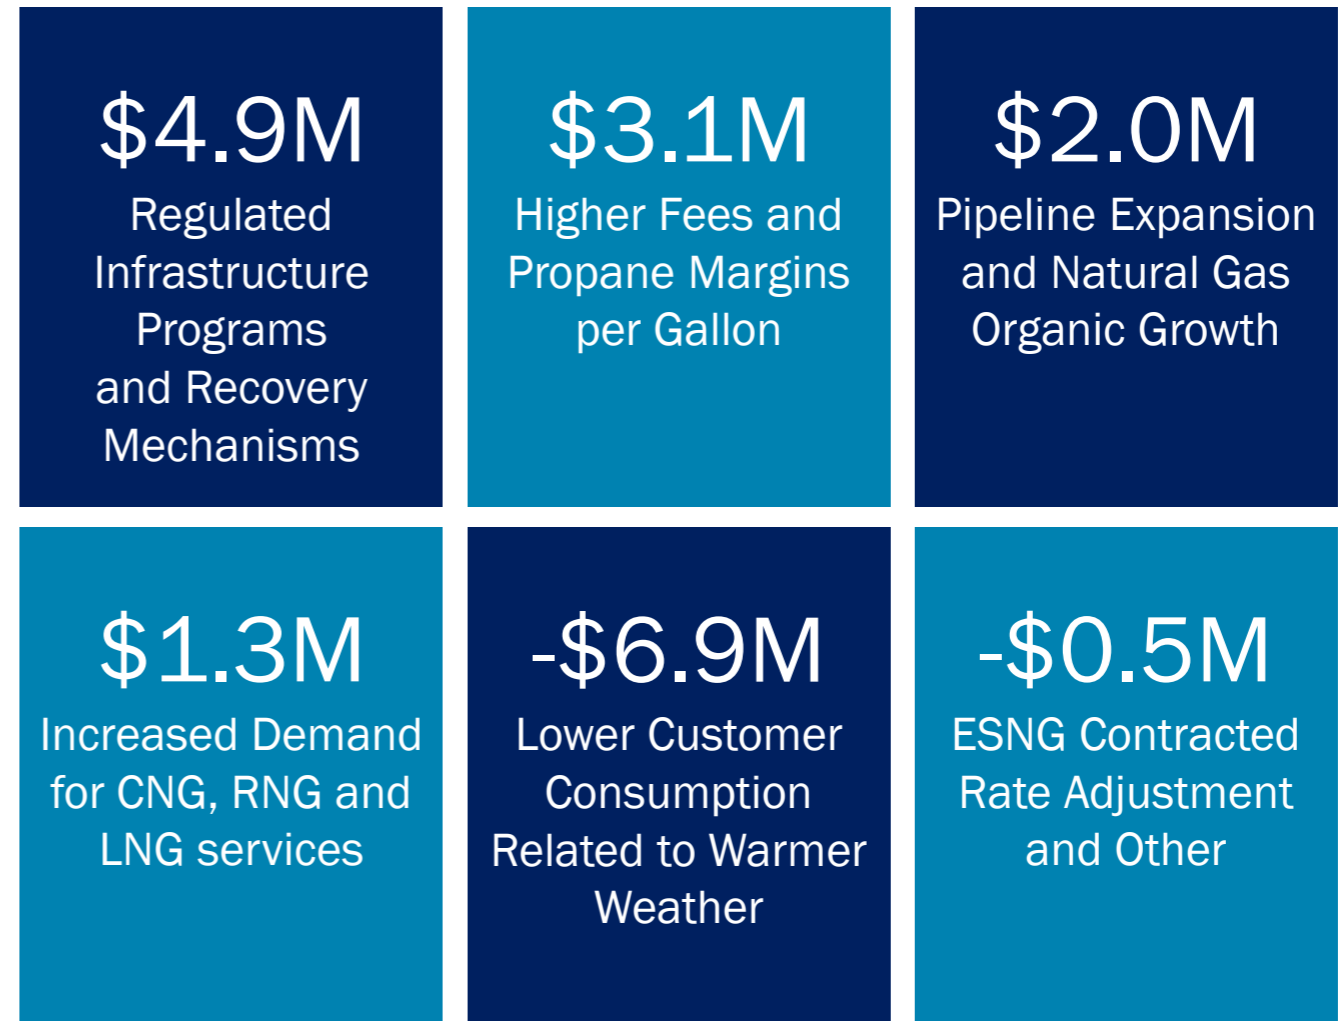 $4.9M
Regulated
Infrastructure
Programs
and Recovery
Mechanisms
$3.1M
Higher Fees and
Propane Margins
per Gallon
$2.0M
Pipeline Expansion
and Natural Gas
Organic Growth
$1.3M
Increased Demand
for CNG, RNG and
LNG services
-$6.9M
Lower Customer
Consumption
Related to Warmer
Weather
-$0.5M
ESNG Contracted
Rate Adjustment
and Other